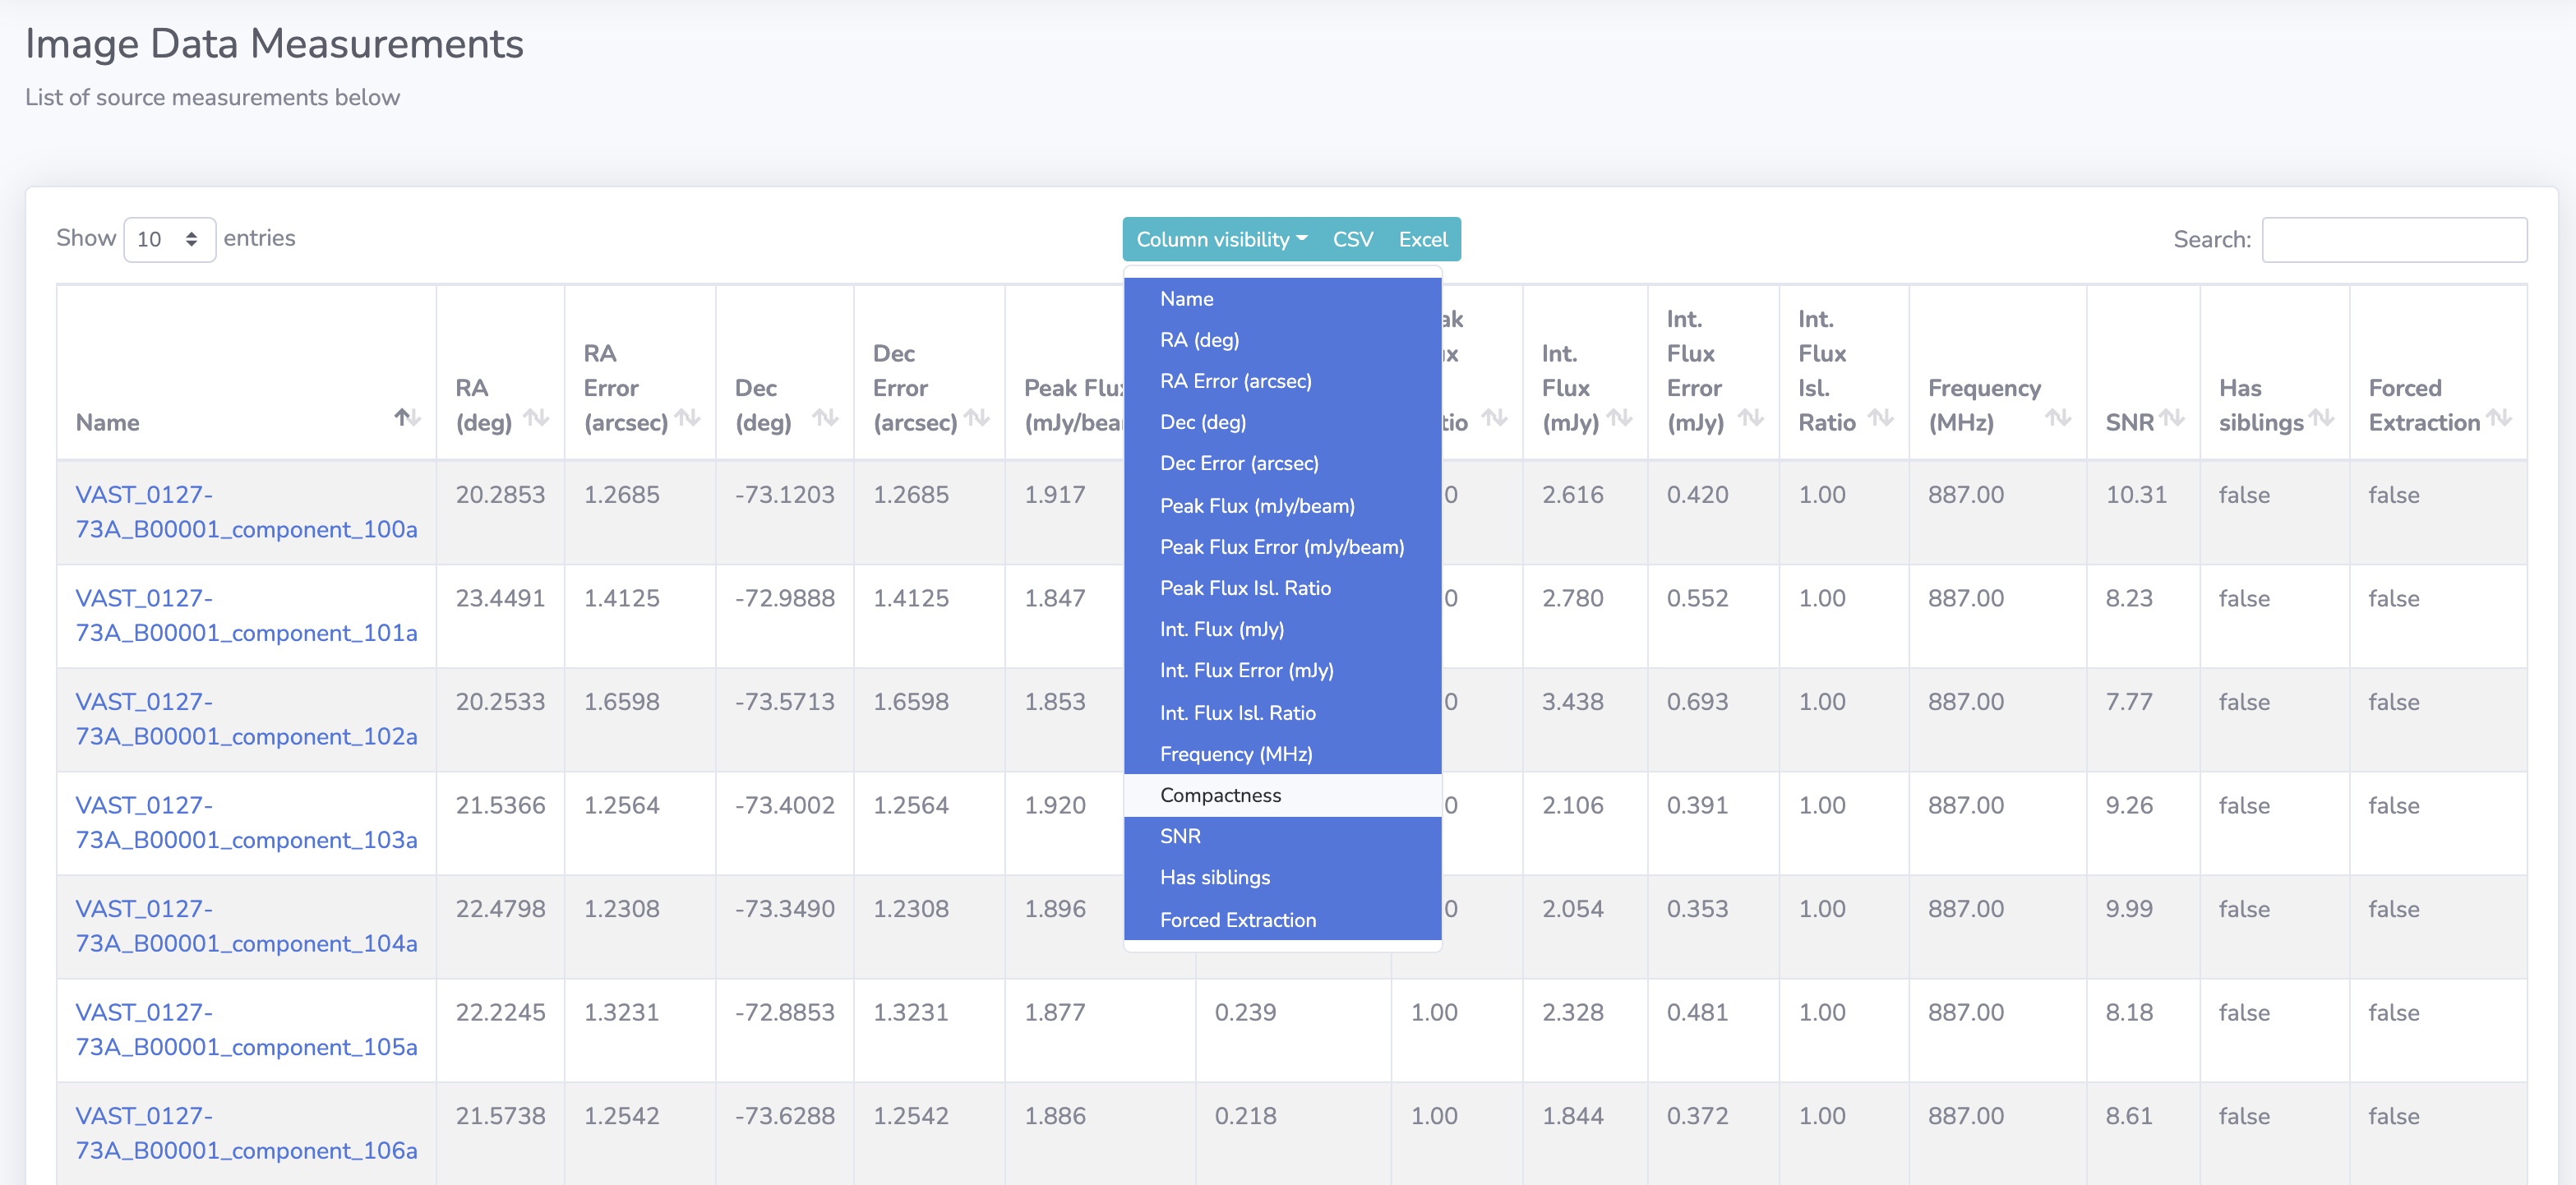 Image Data Measurements
List of source measurements below
Show 10 entries
Column visibility CSV Excel
Search:
Name
RA (deg)
RA Error (arcsec)
Dec (deg)
Dec Error (arcsec)
Peak Flux (mJy/beam)
Peak Flux Error (mJy/beam)
Peak Flux Isl. Ratio
Int. Flux (mJy)
Int. Flux Error (mJy)
Int. Flux Isl. Ratio
Frequency (MHz)
Compactness
SNR
Has siblings
Forced Extraction
Name
RA
(deg)
RA
Error
(arcsec)
Dec
(deg)
Dec
Error
(arcsec)
Peak Flu
(mJy/bea
ak
x
tio
Int.
Flux
(mJy)
Int.
Flux
Error
(mJy)
Int.
Flux
Isl.
Ratio
Frequency
(MHz)
SNR
Has
siblings
Forced
Extraction
VAST_0127-
73A_B00001_component_100a
20.2853 1.2685 -73.1203 1.2685 1.917 0 2.616 0.420 1.00 887.00 10.31 false false
VAST_0127-
73A_B00001_component_101a
23.4491 1.4125 -72.9888 1.4125 1.847 0 2.780 0.552 1.00 887.00 8.23 false false
VAST_0127-
73A_B00001_component_102a
20.2533 1.6598 -73.5713 1.6598 1.853 0 3.438 0.693 1.00 887.00 7.77 false false
VAST_0127-
73A_B00001_component_103a
21.5366 1.2564 -73.4002 1.2564 1.920 0 2.106 0.391 1.00 887.00 9.26 false false
VAST_0127-
73A_B00001_component_104a
22.4798 1.2308 -73.3490 1.2308 1.896 0 2.054 0.353 1.00 887.00 9.99 false false
VAST_0127-
73A_B00001_component_105a
22.2245 1.3231 -72.8853 1.3231 1.877 0.239 1.00 2.328 0.481 1.00 887.00 8.18 false false
VAST_0127-
73A_B00001_component_106a
21.5738 1.2542 -73.6288 1.2542 1.886 0.218 1.00 1.844 0.372 1.00 887.00 8.61 false false